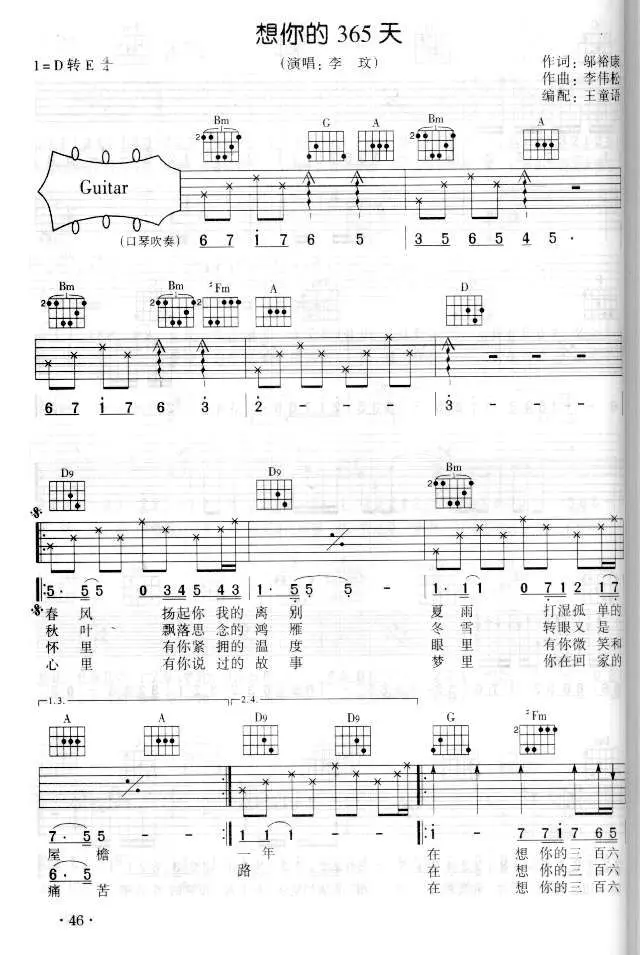 想你的 365 天
1=D 转 E 4/4
(演唱：李 玟)
作词：邬裕康
作曲：李伟松
编配：王童语
Bm G A Bm A
Guitar
(口琴吹奏) 6 7 1 7 6 5 3 5 6 5 4 5 ·
Bm Bm #Fm A D
6 7 1 7 6 3 2 3 - - -
D9 D9 Bm
5 · 5 5 0 3 4 5 4 5 1 · 5 5 5 - 1 · 1 1 0 7 1 2 1 7
春 风 扬起你我的 离 别 夏 雨 打湿孤单的
秋 叶 飘落思念的 鸿 雁 冬 雪 转眼又是
怀 里 有你紧拥的 温 度 眼 里 有你微笑和
心 里 有你说过的 故 事 梦 里 你在回家的
1.3. 2.4.
A A D9 D9 G #Fm
7 · 5 5 - - 1 1 1 - - 1 - 7 7 1 7 6 5
屋 檐 一 年 在 想 你的三 百六
6 · 5 路 在 想 你的三 百六
痛 苦 在 想 你的三 百六
· 46 ·